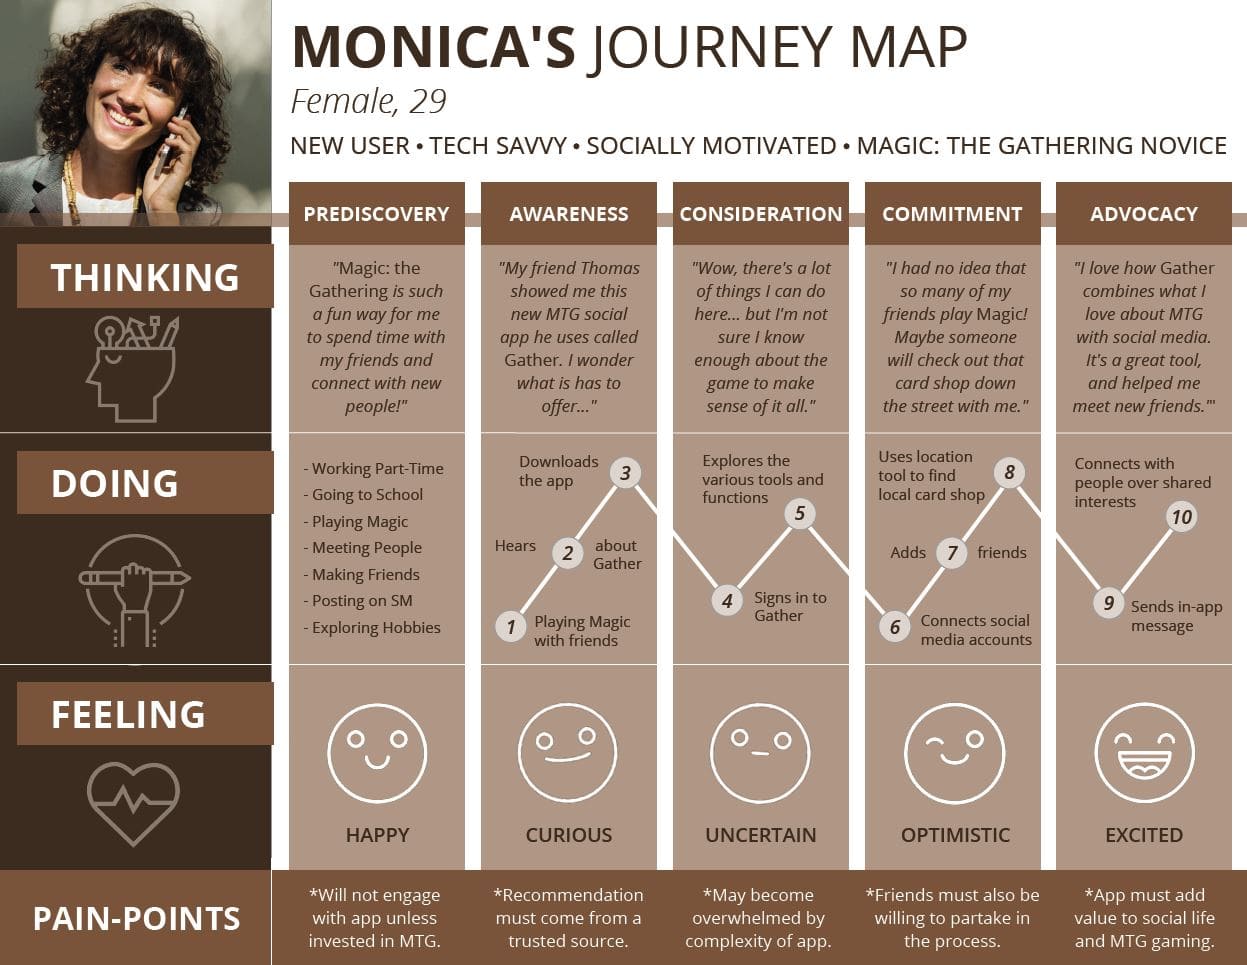 MONICA'S JOURNEY MAP
Female, 29
NEW USER • TECH SAVVY • SOCIALLY MOTIVATED • MAGIC: THE GATHERING NOVICE
PREDISCOVERY
AWARENESS
CONSIDERATION
COMMITMENT
ADVOCACY
THINKING
"Magic: the
Gathering is such
a fun way for me
to spend time with
my friends and
connect with new
people!"
"My friend Thomas
showed me this
new MTG social
app he uses called
Gather. I wonder
what is has to
offer..."
"Wow, there's a lot
of things I can do
here... but I'm not
sure I know
enough about the
game to make
sense of it all."
"I had no idea that
so many of my
friends play Magic!
Maybe someone
will check out that
card shop down
the street with me."
"I love how Gather
combines what I
love about MTG
with social media.
It's a great tool,
and helped me
meet new friends.'"
DOING
- Working Part-Time
- Going to School
- Playing Magic
- Meeting People
- Making Friends
- Posting on SM
- Exploring Hobbies
Downloads
the app
3
Hears 2 about
Gather
1 Playing Magic
with friends
Explores the
various tools and
functions
5
4 Signs in to
Gather
Uses location
tool to find
local card shop
8
Adds 7 friends
6 Connects social
media accounts
Connects with
people over shared
interests
10
9 Sends in-app
message
FEELING
HAPPY
CURIOUS
UNCERTAIN
OPTIMISTIC
EXCITED
PAIN-POINTS
*Will not engage
with app unless
invested in MTG.
*Recommendation
must come from a
trusted source.
*May become
overwhelmed by
complexity of app.
*Friends must also be
willing to partake in
the process.
*App must add
value to social life
and MTG gaming.